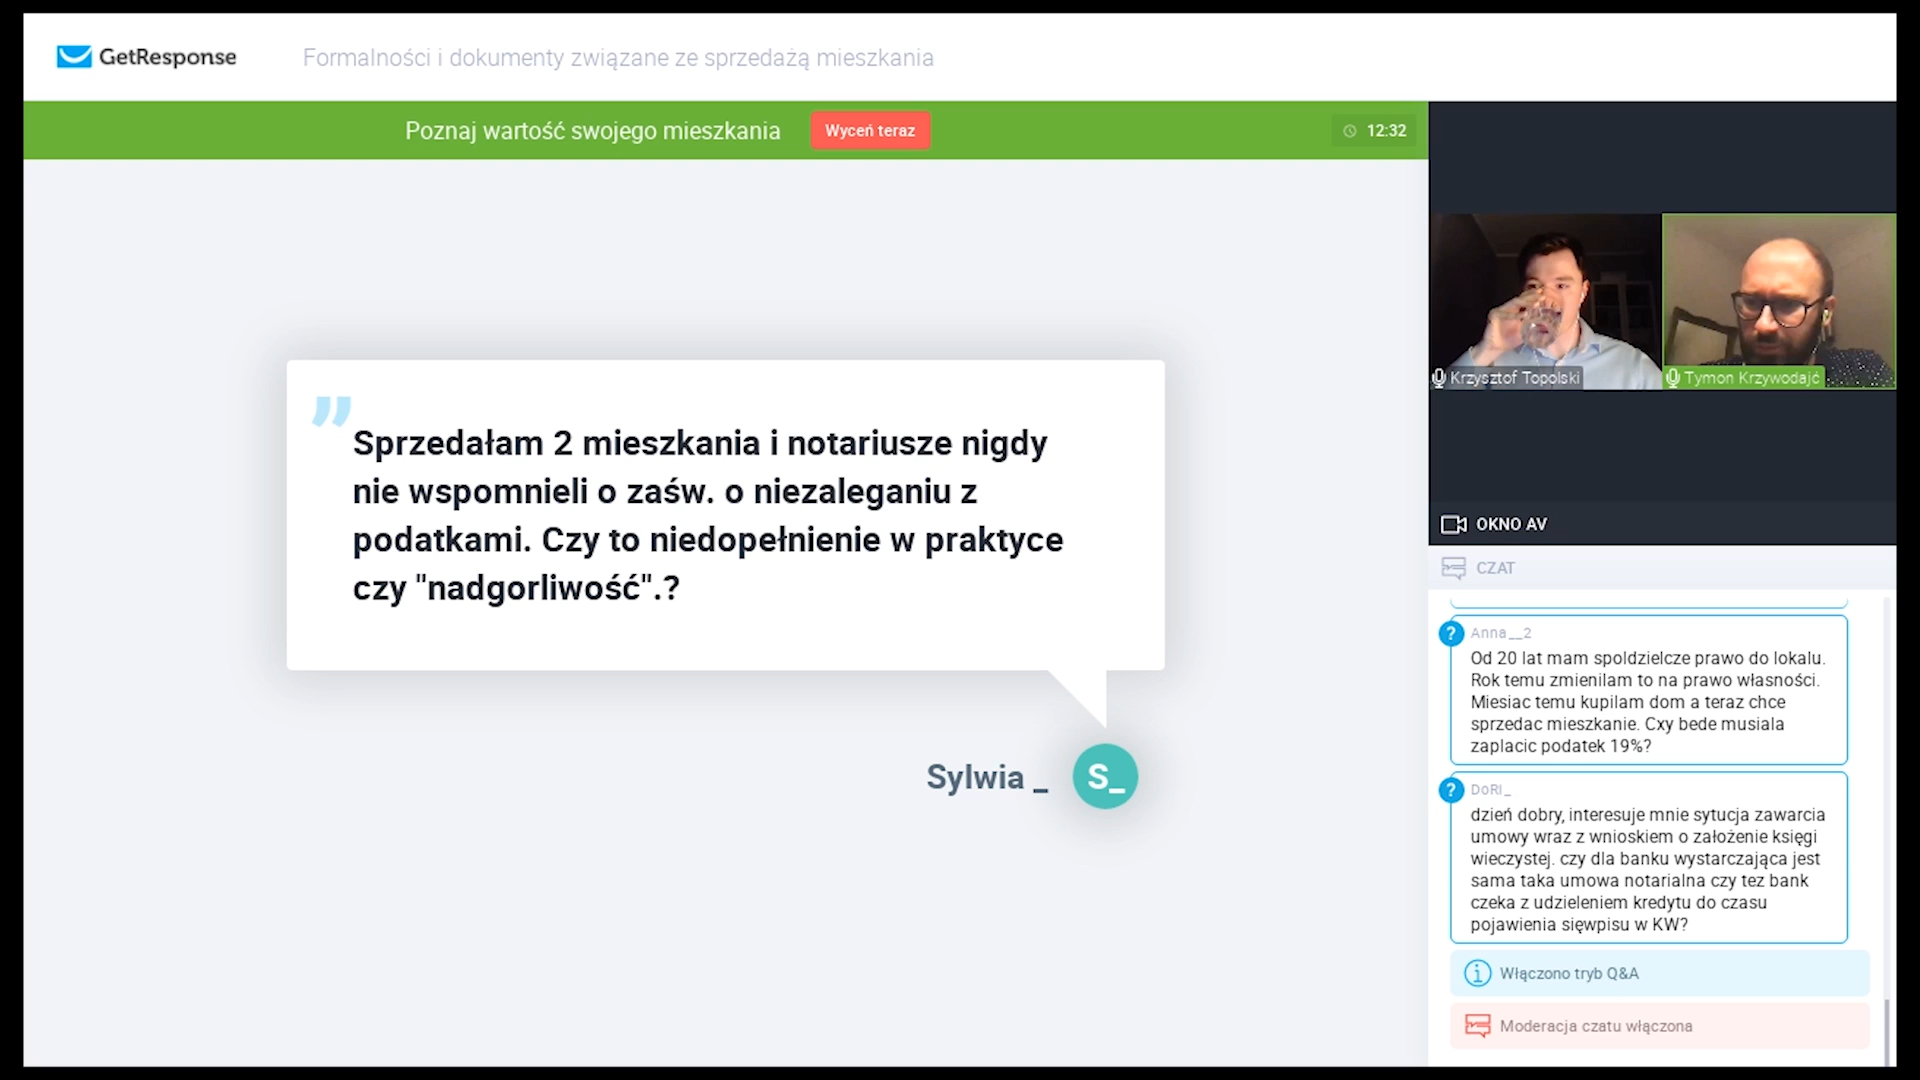 GetResponse
Formalności i dokumenty związane ze sprzedażą mieszkania
Poznaj wartość swojego mieszkania
Wyceń teraz
12:32
Sprzedałam 2 mieszkania i notariusze nigdy
nie wspomnieli o zaśw. o niezaleganiu z
podatkami. Czy to niedopełnienie w praktyce
czy "nadgorliwość".?
Sylwia _
S_
Krzysztof Topolski
Tymon Krzywodajć
OKNO AV
CZAT
Anna__2
Od 20 lat mam spoldzielcze prawo do lokalu.
Rok temu zmienilam to na prawo własności.
Miesiac temu kupilam dom a teraz chce
sprzedac mieszkanie. Cxy bede musiala
zaplacic podatek 19%?
DoRI_
dzień dobry, interesuje mnie sytucja zawarcia
umowy wraz z wnioskiem o założenie księgi
wieczystej. czy dla banku wystarczająca jest
sama taka umowa notarialna czy tez bank
czeka z udzieleniem kredytu do czasu
pojawienia sięwpisu w KW?
Włączono tryb Q&A
Moderacja czatu włączona